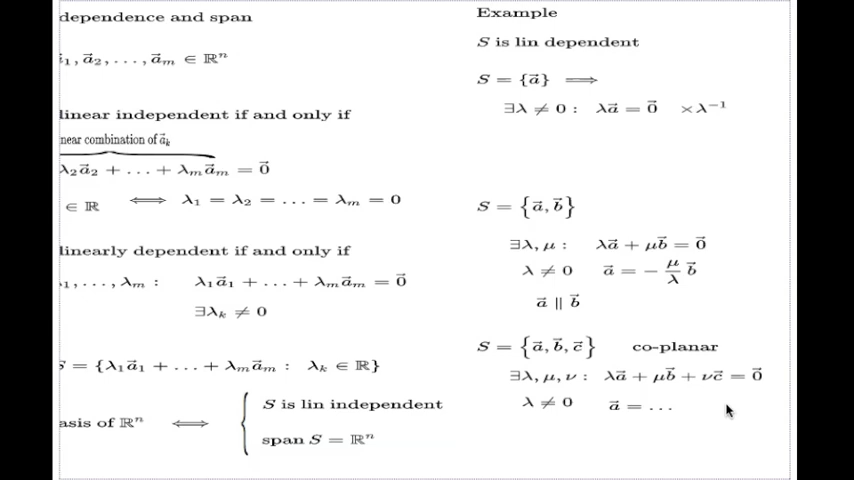 dependence and span
a⃗₁, a⃗₂, . . . , a⃗ₘ ∈ ℝⁿ
linear independent if and only if
near combination of a⃗ₖ
λ₂a⃗₂ + . . . + λₘa⃗ₘ = 0⃗
∈ ℝ ⟺ λ₁ = λ₂ = . . . = λₘ = 0
linearly dependent if and only if
₁, . . . , λₘ : λ₁a⃗₁ + . . . + λₘa⃗ₘ = 0⃗
∃λₖ ≠ 0
S = {λ₁a⃗₁ + . . . + λₘa⃗ₘ : λₖ ∈ ℝ}
asis of ℝⁿ ⟺ { S is lin independent
span S = ℝⁿ
Example
S is lin dependent
S = {a⃗} ⟹
∃λ ≠ 0 : λa⃗ = 0⃗ ×λ⁻¹
S = {a⃗, b⃗}
∃λ, μ : λa⃗ + μb⃗ = 0⃗
λ ≠ 0 a⃗ = −μ/λ b⃗
a⃗ ∥ b⃗
S = {a⃗, b⃗, c⃗} co-planar
∃λ, μ, ν : λa⃗ + μb⃗ + νc⃗ = 0⃗
λ ≠ 0 a⃗ = . . .